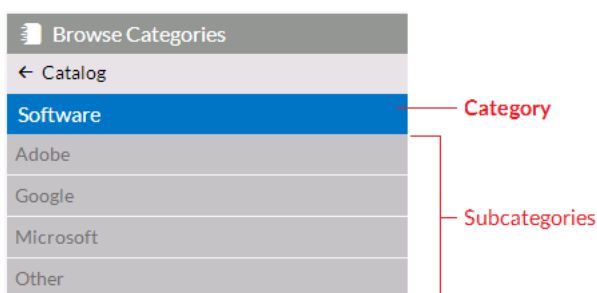 Browse Categories
← Catalog
Software
Category
Adobe
Google
Subcategories
Microsoft
Other